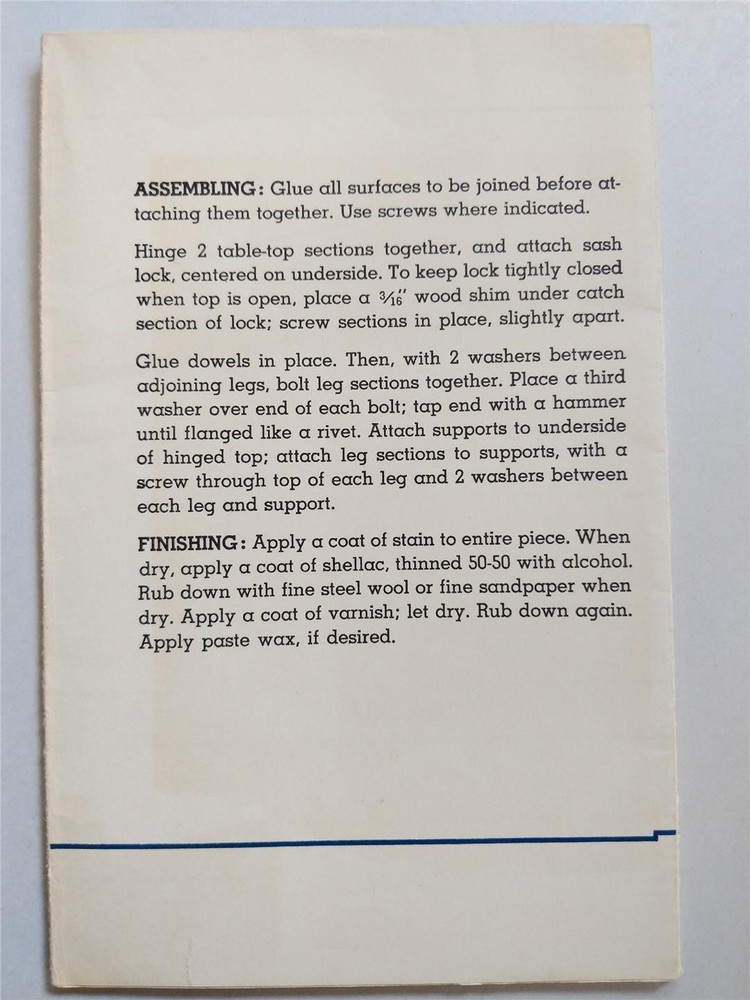 ASSEMBLING: Glue all surfaces to be joined before at-
taching them together. Use screws where indicated.
Hinge 2 table-top sections together, and attach sash
lock, centered on underside. To keep lock tightly closed
when top is open, place a 3/16" wood shim under catch
section of lock; screw sections in place, slightly apart.
Glue dowels in place. Then, with 2 washers between
adjoining legs, bolt leg sections together. Place a third
washer over end of each bolt; tap end with a hammer
until flanged like a rivet. Attach supports to underside
of hinged top; attach leg sections to supports, with a
screw through top of each leg and 2 washers between
each leg and support.
FINISHING: Apply a coat of stain to entire piece. When
dry, apply a coat of shellac, thinned 50-50 with alcohol.
Rub down with fine steel wool or fine sandpaper when
dry. Apply a coat of varnish; let dry. Rub down again.
Apply paste wax, if desired.